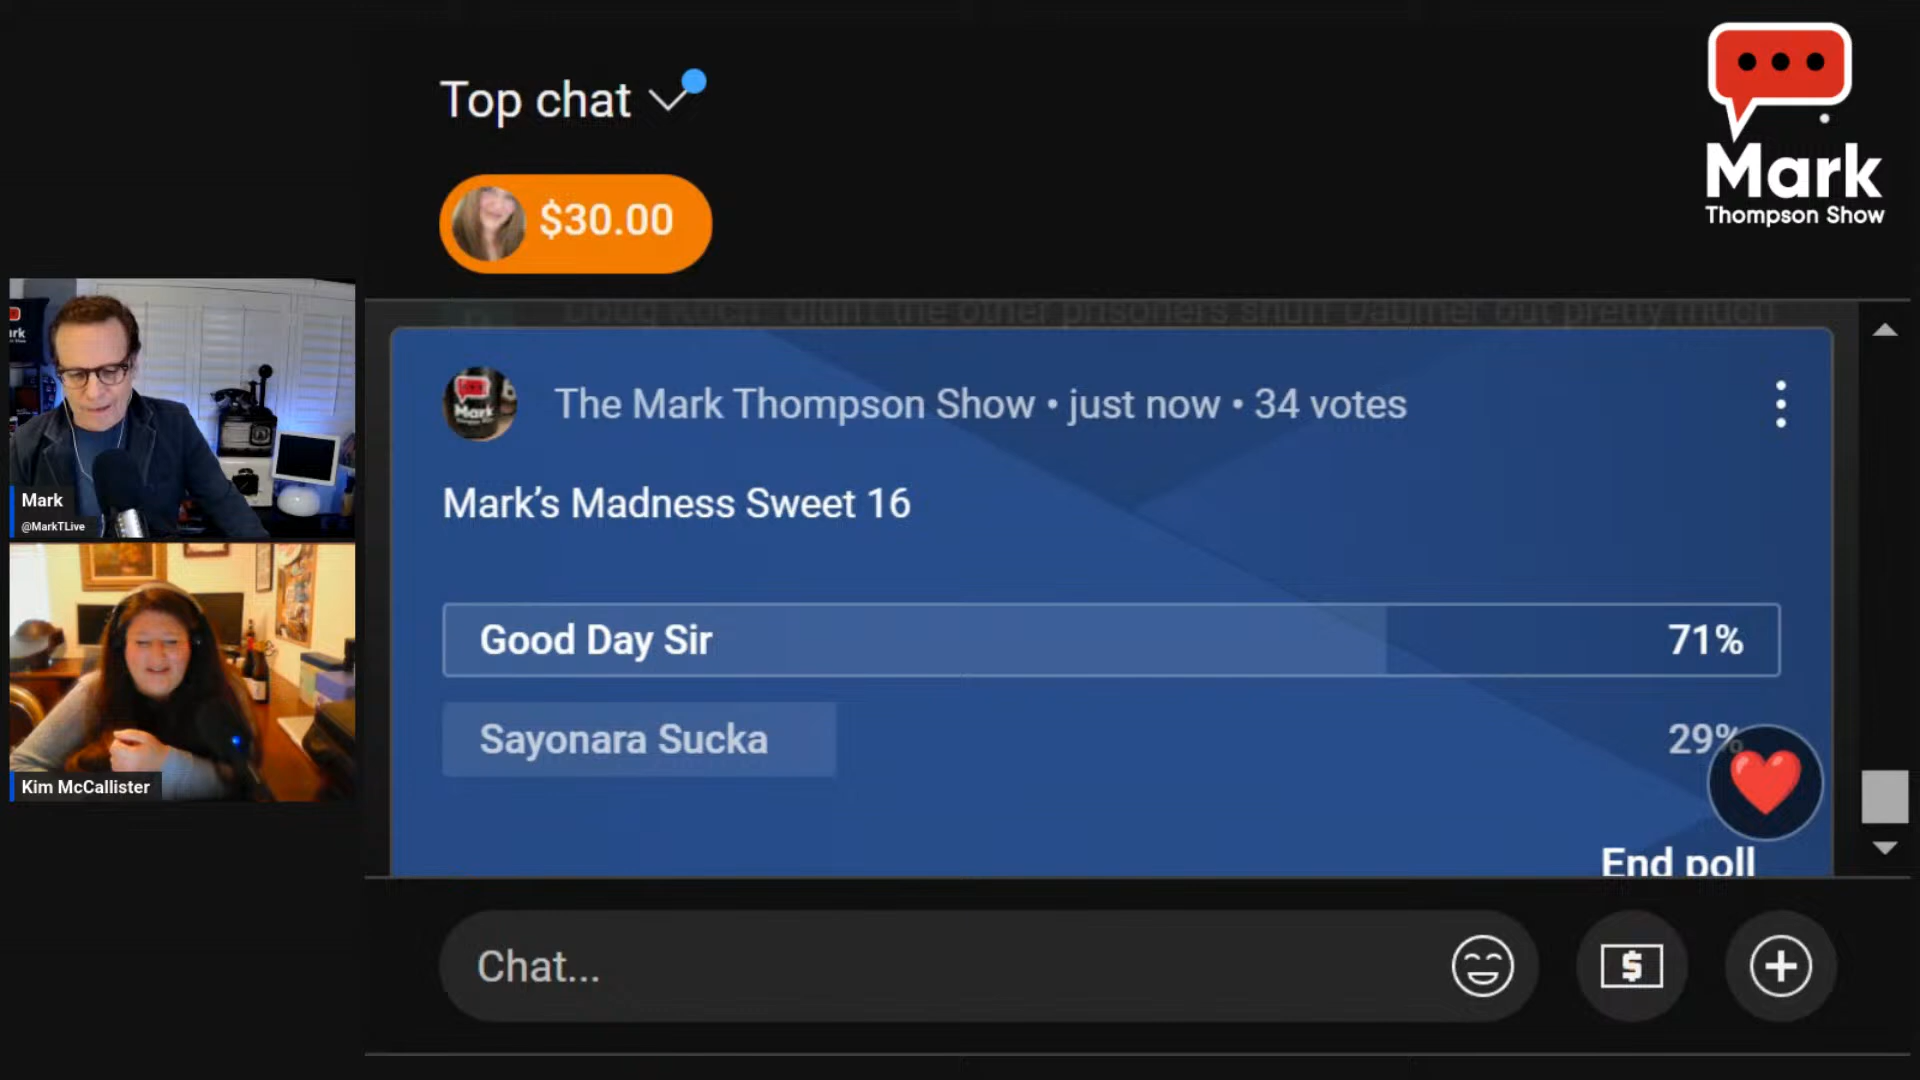 Top chat
$30.00
Mark
Thompson Show
The Mark Thompson Show • just now • 34 votes
Mark's Madness Sweet 16
Good Day Sir 71%
Sayonara Sucka 29%
End poll
Chat...
Mark
@MarkTLive
Kim McCallister